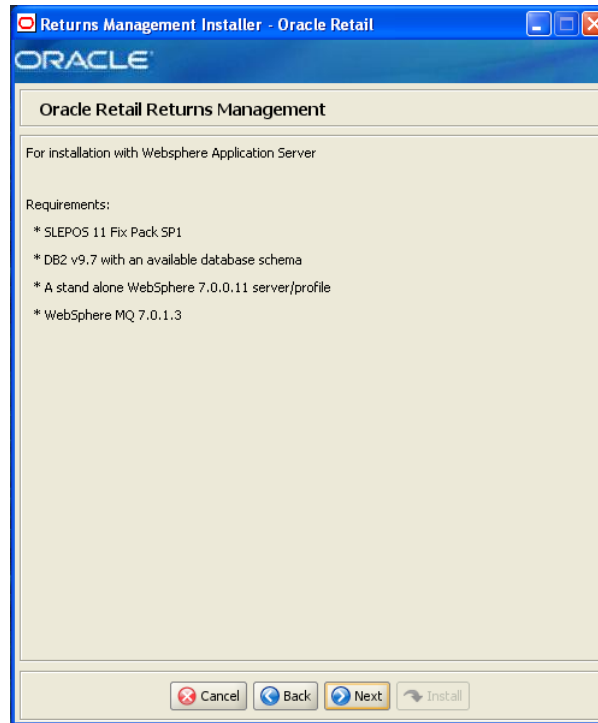 Returns Management Installer - Oracle Retail
ORACLE
Oracle Retail Returns Management
For installation with Websphere Application Server
Requirements:
* SLEPOS 11 Fix Pack SP1
* DB2 v9.7 with an available database schema
* A stand alone WebSphere 7.0.0.11 server/profile
* WebSphere MQ 7.0.1.3
Cancel Back Next Install